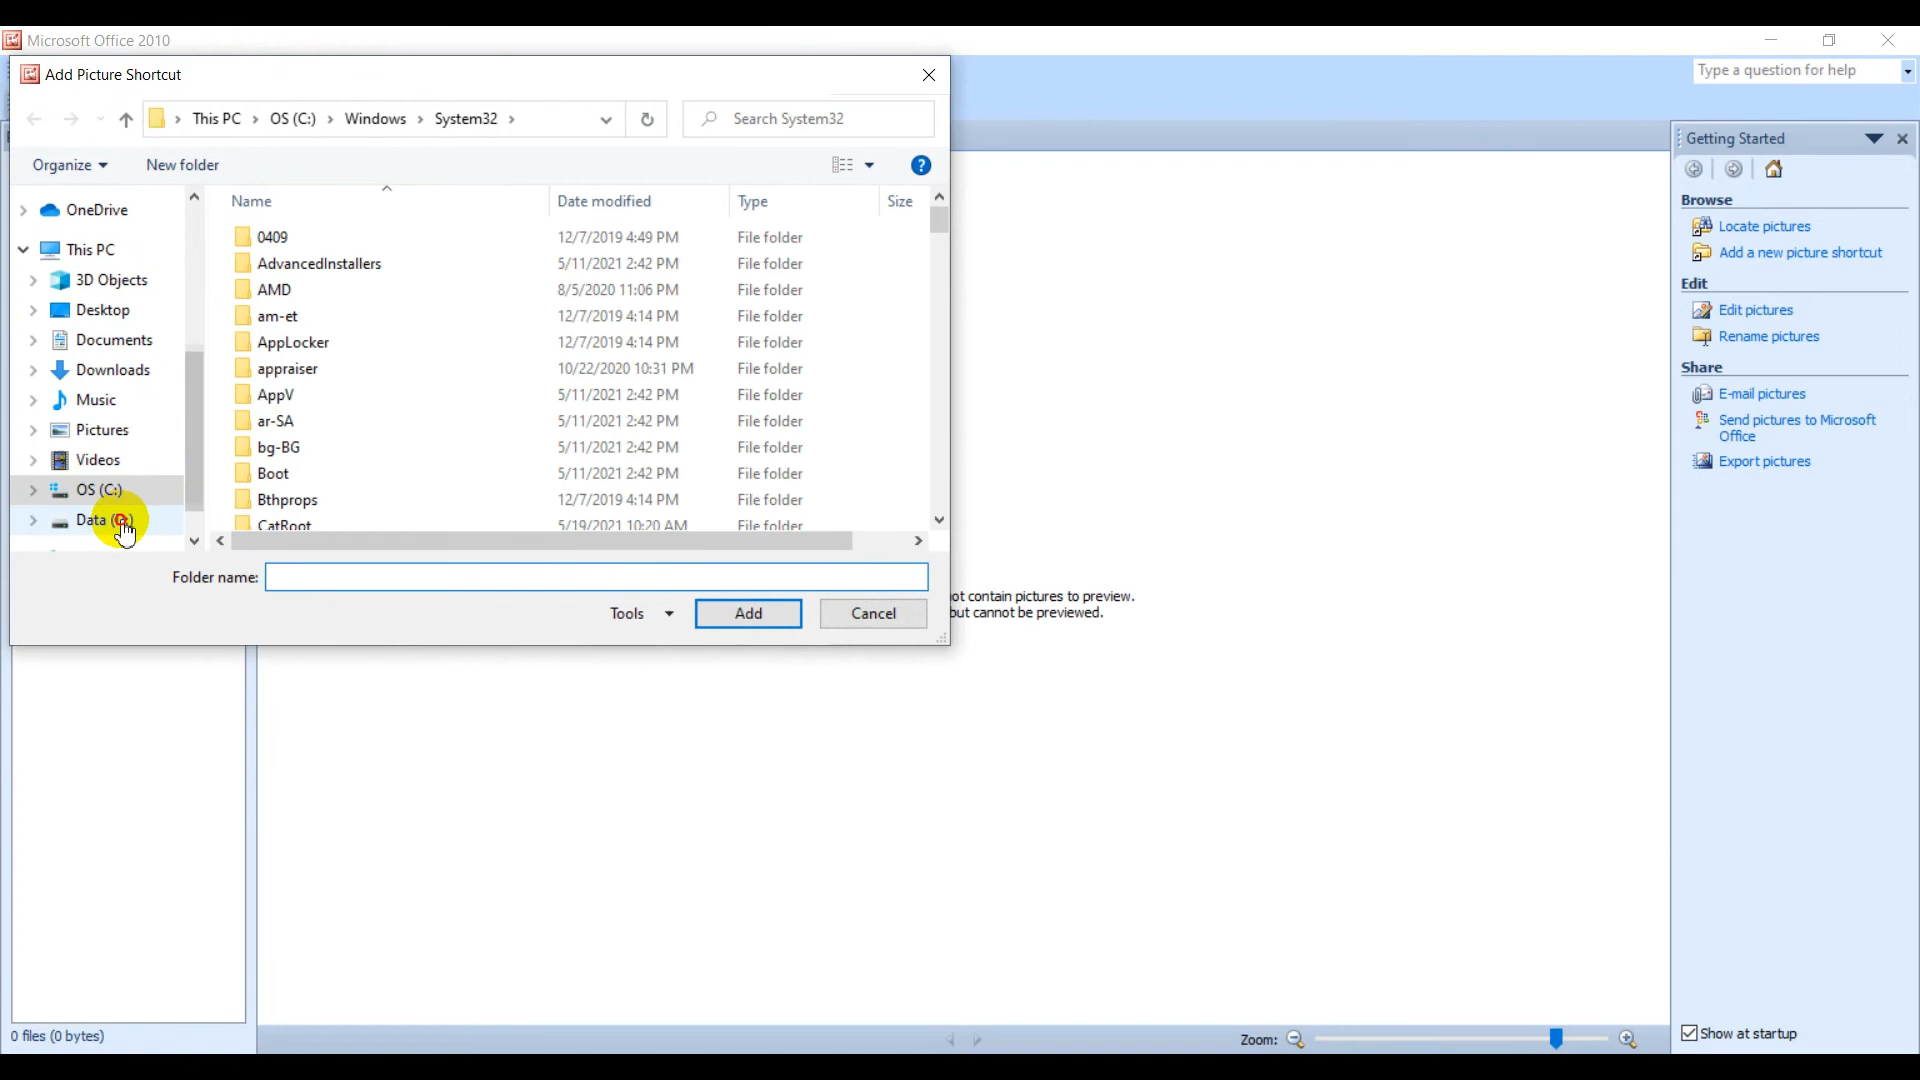 Microsoft Office 2010
Add Picture Shortcut
Type a question for help
This PC > OS (C:) > Windows > System32 >
Search System32
Organize
New folder
Getting Started
Name
Date modified
Type
Size
OneDrive
This PC
3D Objects
Desktop
Documents
Downloads
Music
Pictures
Videos
OS (C:)
Data
0409 12/7/2019 4:49 PM File folder
AdvancedInstallers 5/11/2021 2:42 PM File folder
AMD 8/5/2020 11:06 PM File folder
am-et 12/7/2019 4:14 PM File folder
AppLocker 12/7/2019 4:14 PM File folder
appraiser 10/22/2020 10:31 PM File folder
AppV 5/11/2021 2:42 PM File folder
ar-SA 5/11/2021 2:42 PM File folder
bg-BG 5/11/2021 2:42 PM File folder
Boot 5/11/2021 2:42 PM File folder
Bthprops 12/7/2019 4:14 PM File folder
CatRoot 5/19/2021 10:20 AM File folder
Folder name:
Tools
Add
Cancel
ot contain pictures to preview.
but cannot be previewed.
Browse
Locate pictures
Add a new picture shortcut
Edit
Edit pictures
Rename pictures
Share
E-mail pictures
Send pictures to Microsoft
Office
Export pictures
0 files (0 bytes)
Zoom:
Show at startup